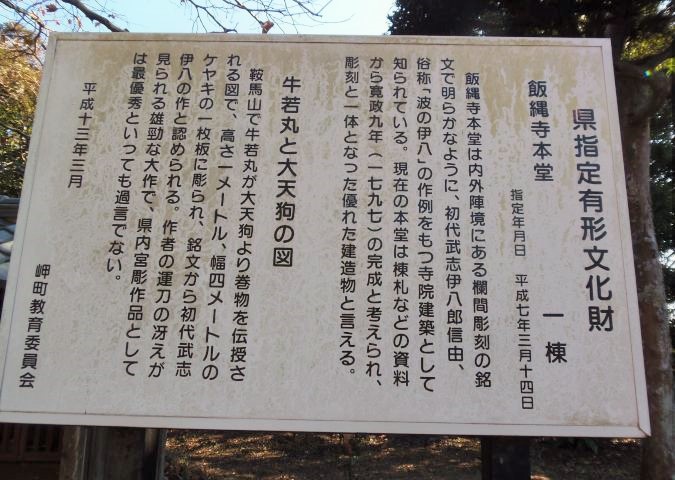 県指定有形文化財
飯縄寺本堂　一棟
指定年月日　平成七年三月十四日
飯縄寺本堂は内外陣境にある欄間彫刻の銘
文で明らかなように、初代武志伊八郎信由、
俗称「波の伊八」の作例をもつ寺院建築として
知られている。現在の本堂は棟札などの資料
から寛政九年（一七九七）の完成と考えられ、
彫刻と一体となった優れた建造物と言える。
牛若丸と大天狗の図
鞍馬山で牛若丸が大天狗より巻物を伝授さ
れる図で、高さ一メートル、幅四メートルの
ケヤキの一枚板に彫られ、銘文から初代武志
伊八の作と認められる。作者の運刀の冴えが
見られる雄勁な大作で、県内宮彫作品として
は最優秀といっても過言でない。
平成十三年三月
岬町教育委員会